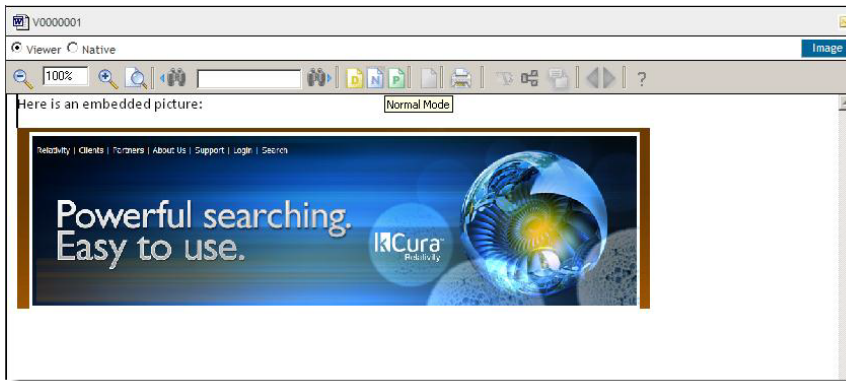 V0000001
Viewer Native
Image
100%
D N P ?
Here is an embedded picture:
Normal Mode
Relativity | Clients | Partners | About Us | Support | Login | Search
Powerful searching.
Easy to use.
kCura™
Relativity